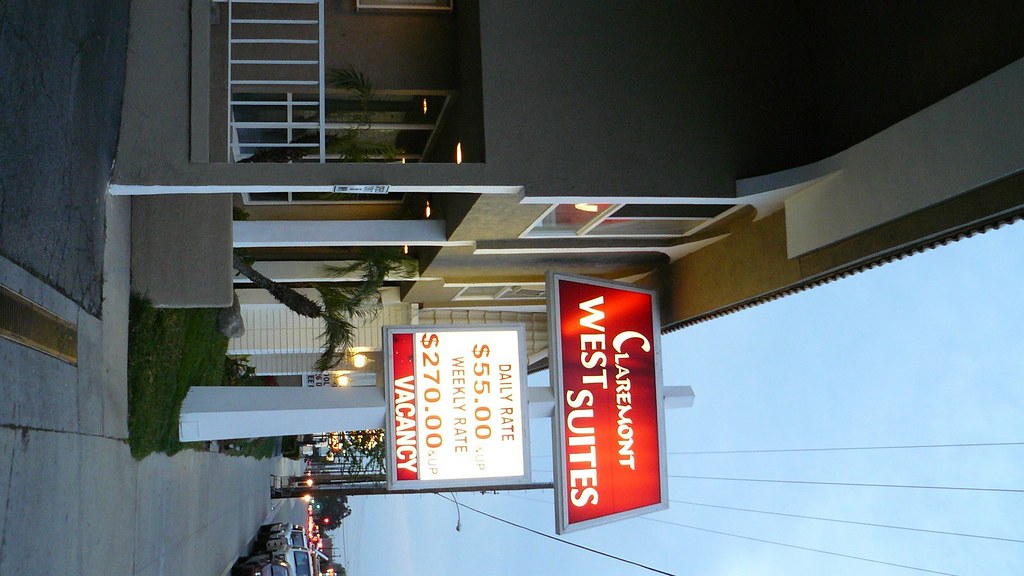 CLAREMONT
WEST SUITES
DAILY RATE
$55.00 &UP
WEEKLY RATE
$270.00 &UP
VACANCY